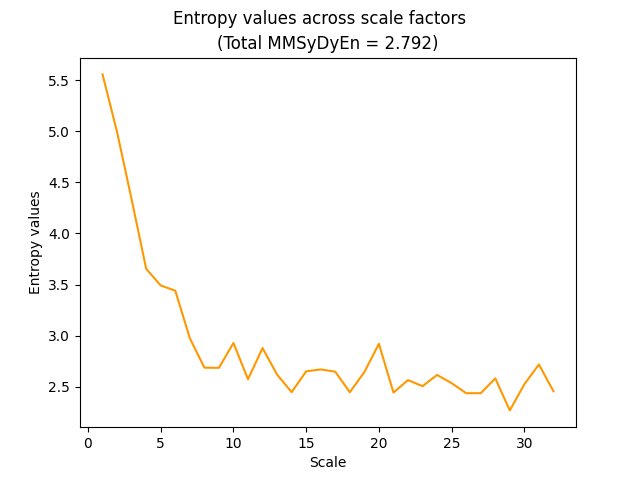 Entropy values across scale factors
(Total MMSyDyEn = 2.792)
Entropy values
5.5
5.0
4.5
4.0
3.5
3.0
2.5
0 5 10 15 20 25 30
Scale